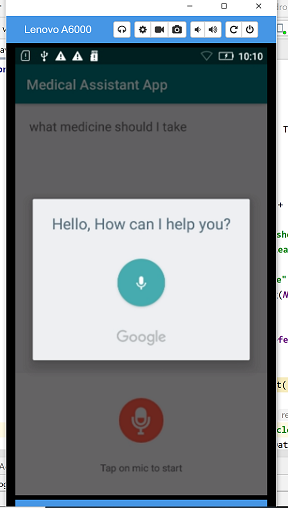 Lenovo A6000
10:10
Medical Assistant App
what medicine should I take
Hello, How can I help you?
Google
Tap on mic to start